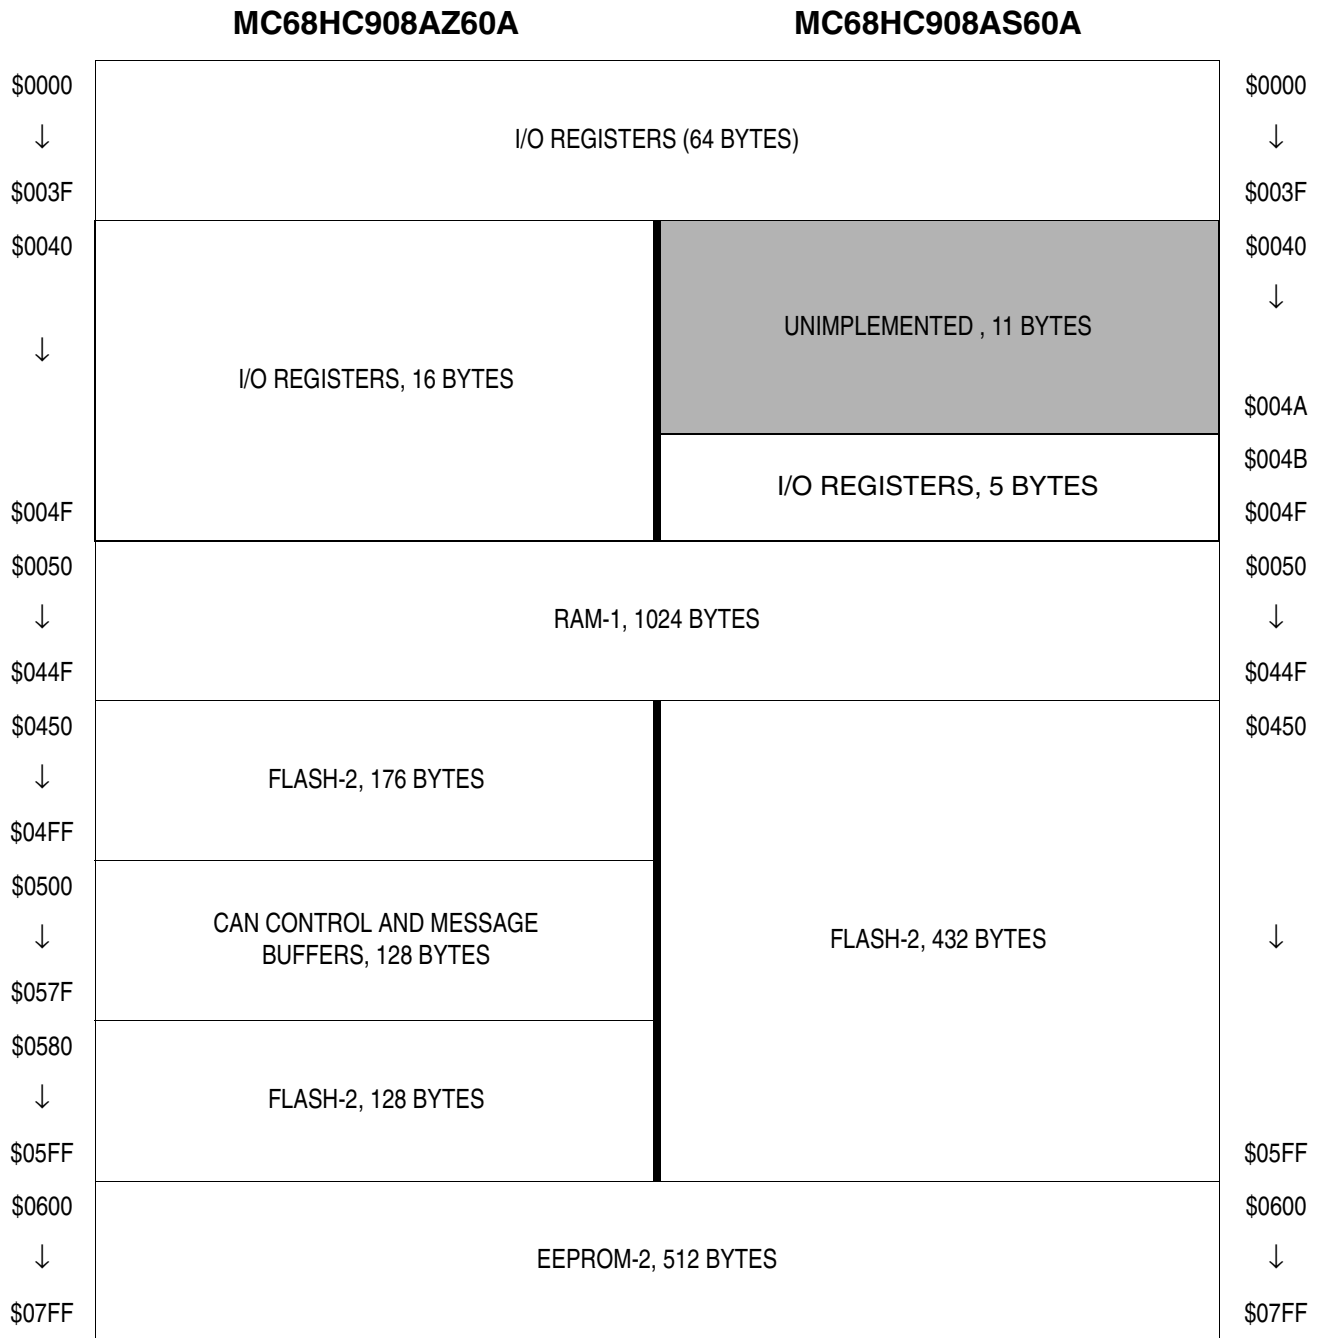 MC68HC908AZ60A MC68HC908AS60A
$0000 $0000
↓ I/O REGISTERS (64 BYTES) ↓
$003F $003F
$0040 $0040
↓
UNIMPLEMENTED , 11 BYTES
↓
I/O REGISTERS, 16 BYTES
$004A
$004B
I/O REGISTERS, 5 BYTES
$004F $004F
$0050 $0050
↓ RAM-1, 1024 BYTES ↓
$044F $044F
$0450 $0450
↓ FLASH-2, 176 BYTES
$04FF
$0500
CAN CONTROL AND MESSAGE
↓ FLASH-2, 432 BYTES ↓
BUFFERS, 128 BYTES
$057F
$0580
↓ FLASH-2, 128 BYTES
$05FF $05FF
$0600 $0600
↓ EEPROM-2, 512 BYTES ↓
$07FF $07FF